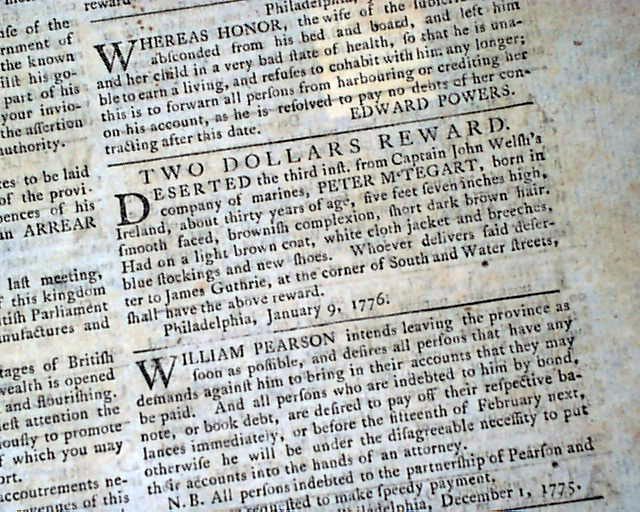 afe of the
rnment of
the known
ilſt his go-
part of his
your invio-
the aſſertion
authority.
tes to be laid
of the provi-
pences of his
an ARREAR
laſt meeting,
f this kingdom
itiſh Parliament
nufactures and
tages of Britiſh
wealth is opened
and flouriſhing.
leſt attention the
iouſly to promote
f which you may
ort.
accoutrements ne-
venues of this
reward.
Philadelphia,
WHEREAS HONOR, the wife of the ſubſcriber,
abſconded from his bed and board, and left him
and her child in a very bad ſtate of health, ſo that he is una-
ble to earn a living, and refuſes to cohabit with him any longer;
this is to forwarn all perſons from harbouring or crediting her
on his account, as he is reſolved to pay no debts of her con-
tracting after this date.
EDWARD POWERS.
TWO DOLLARS REWARD.
DESERTED the third inſt. from Captain John Welſh's
company of marines, PETER McTEGART, born in
Ireland, about thirty years of age, five feet ſeven inches high,
ſmooth faced, browniſh complexion, ſhort dark brown hair.
Had on a light brown coat, white cloth jacket and breeches,
blue ſtockings and new ſhoes. Whoever delivers ſaid deſer-
ter to James Guthrie, at the corner of South and Water ſtreets,
ſhall have the above reward.
Philadelphia, January 9, 1776.
WILLIAM PEARSON intends leaving the province as
ſoon as poſſible, and deſires all perſons that have any
demands againſt him to bring in their accounts that they may
be paid. And all perſons who are indebted to him by bond,
note, or book debt, are deſired to pay off their reſpective ba-
lances immediately, or before the fifteenth of February next,
otherwiſe he will be under the diſagreeable neceſſity to put
their accounts into the hands of an attorney.
N.B. All perſons indebted to the partnerſhip of Pearſon and
requeſted to make ſpeedy payment.
Philadelphia, December 1, 1775.